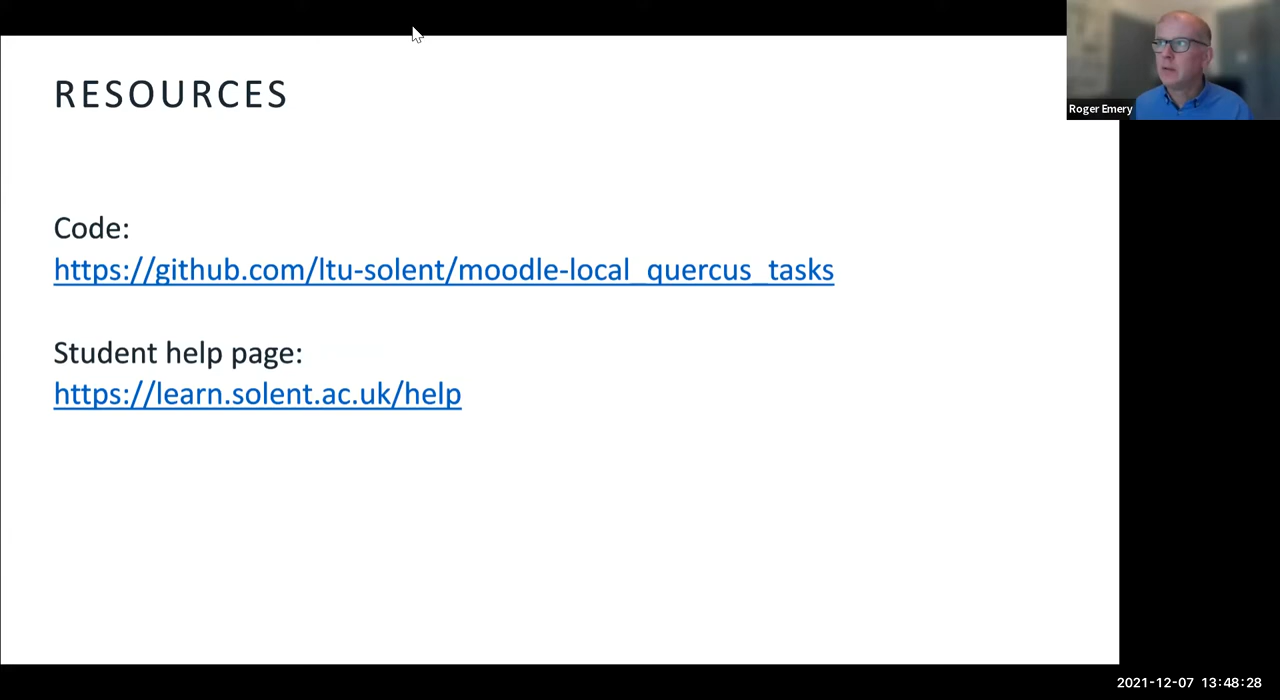 RESOURCES
Roger Emery
Code:
https://github.com/ltu-solent/moodle-local_quercus_tasks
Student help page:
https://learn.solent.ac.uk/help
2021-12-07 13:48:28